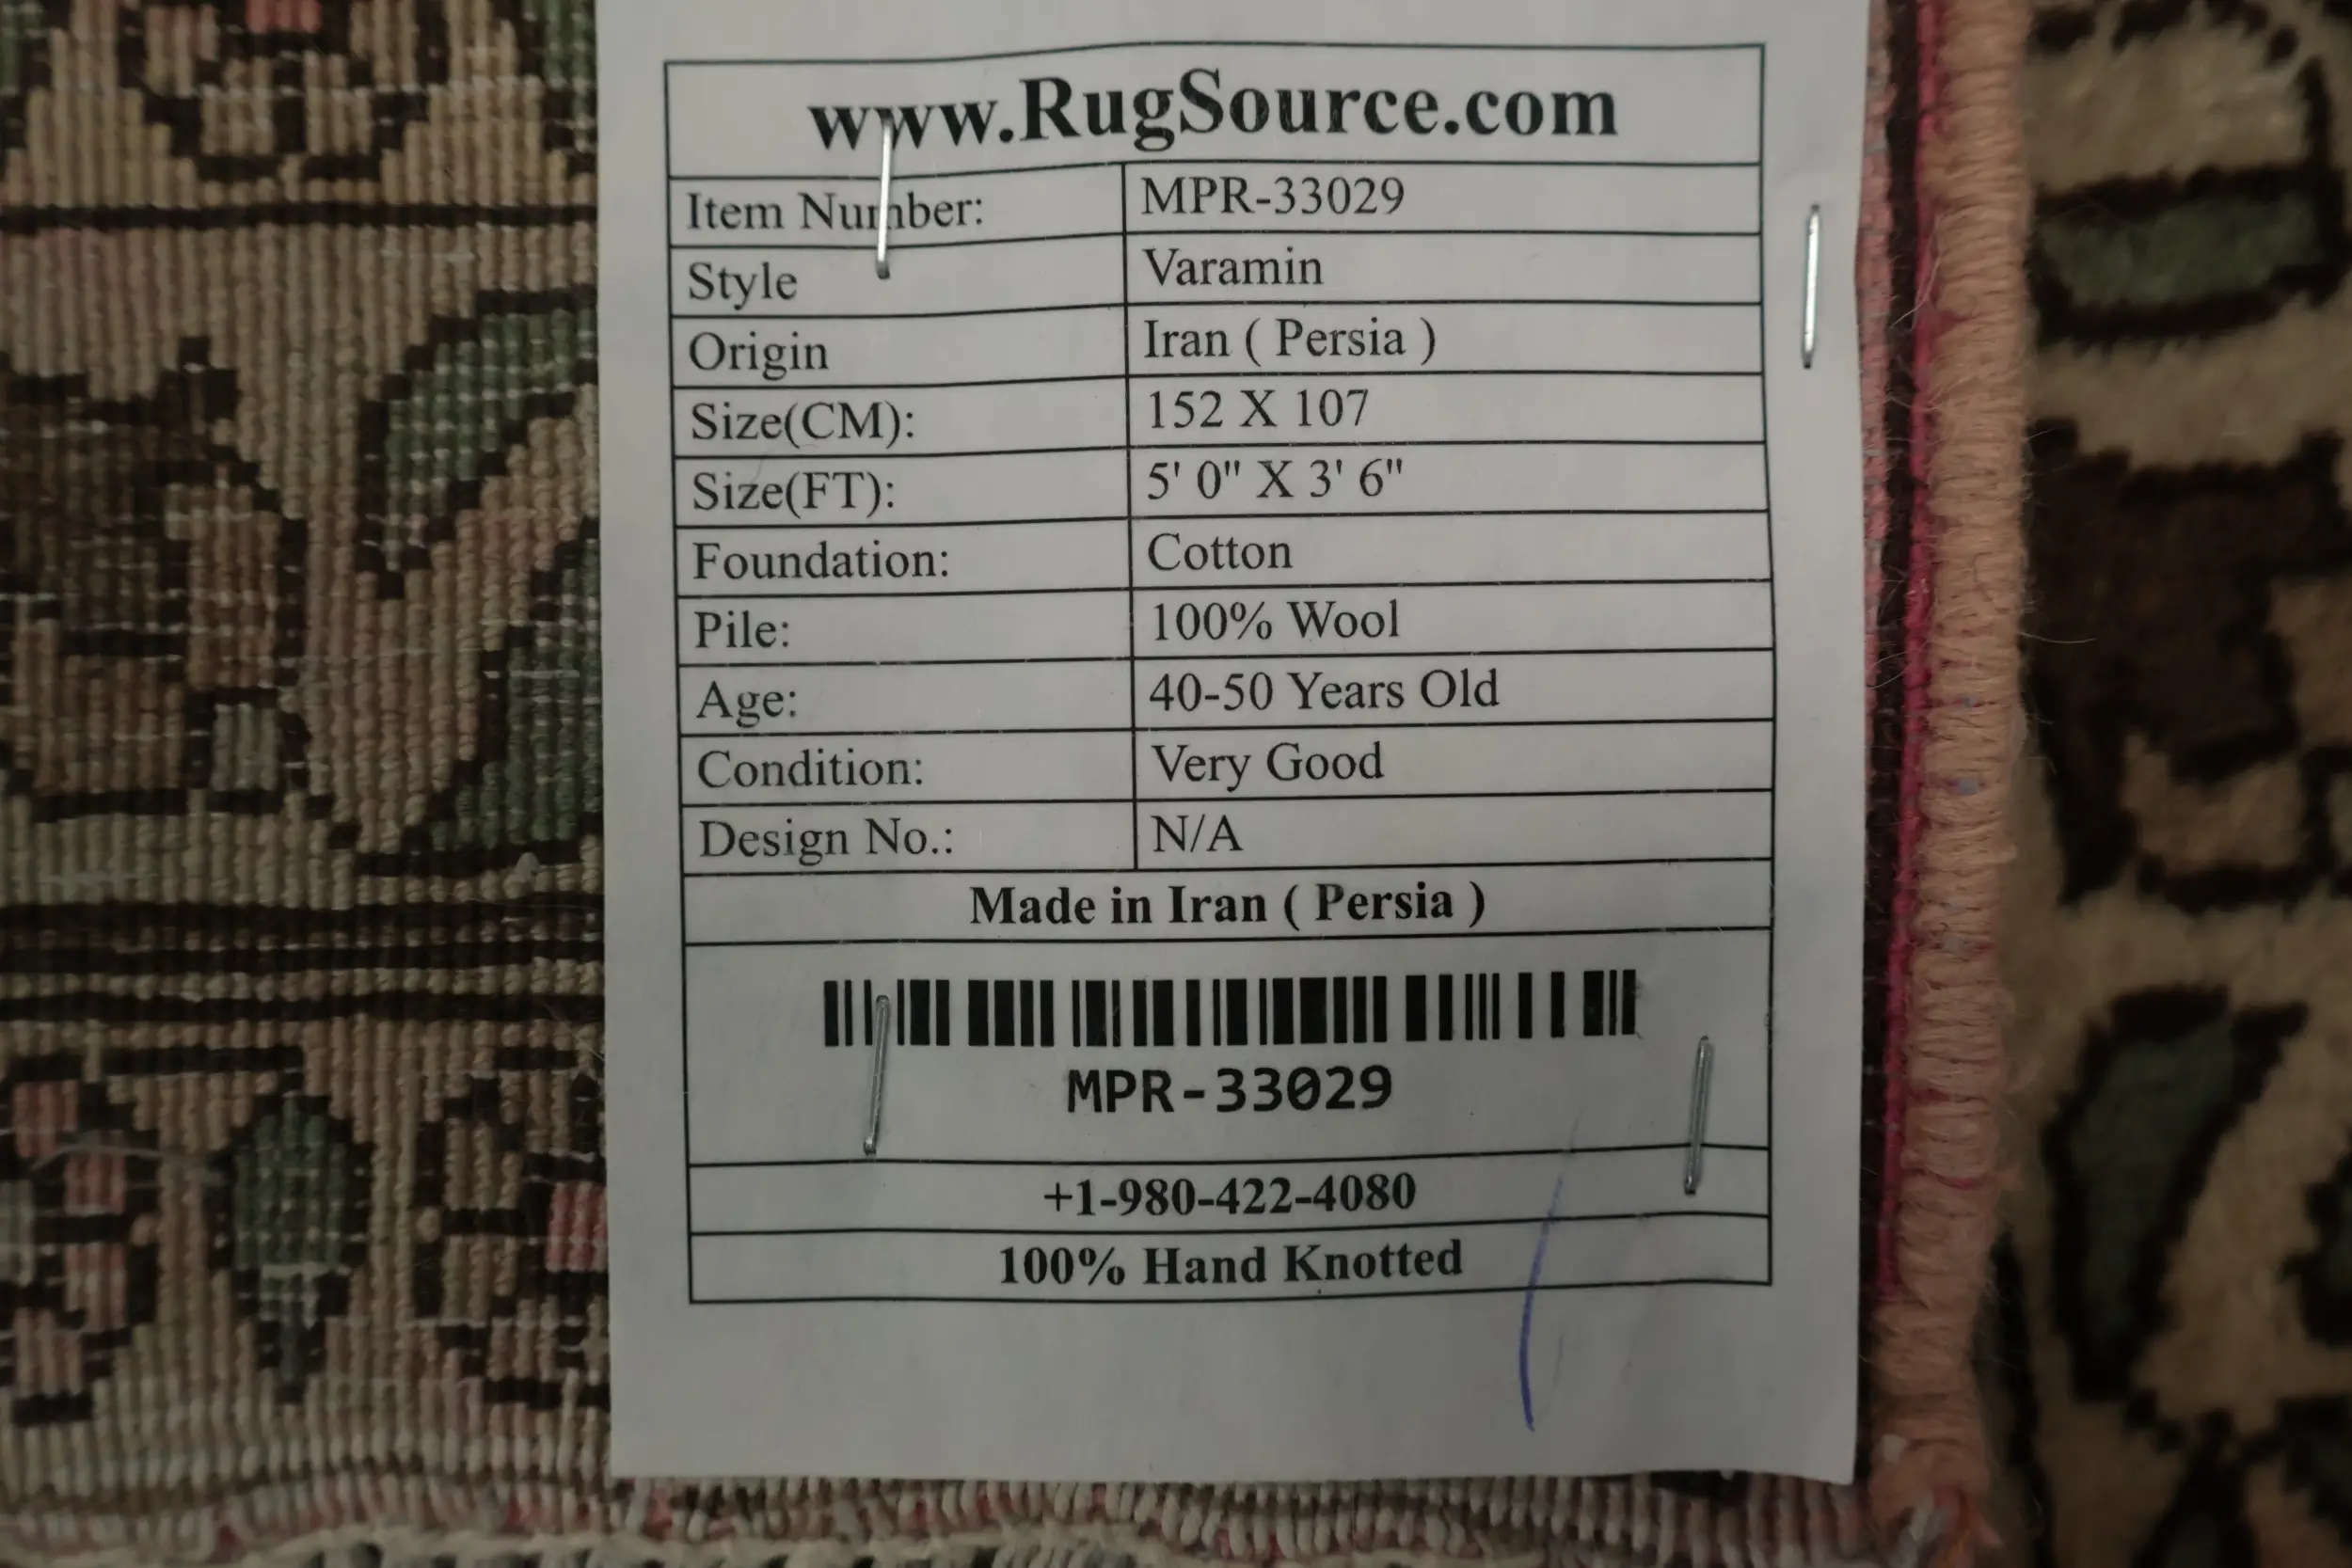 www.RugSource.com
Item Number: MPR-33029
Style Varamin
Origin Iran ( Persia )
Size(CM): 152 X 107
Size(FT): 5' 0" X 3' 6"
Foundation: Cotton
Pile: 100% Wool
Age: 40-50 Years Old
Condition: Very Good
Design No.: N/A
Made in Iran ( Persia )
MPR-33029
+1-980-422-4080
100% Hand Knotted